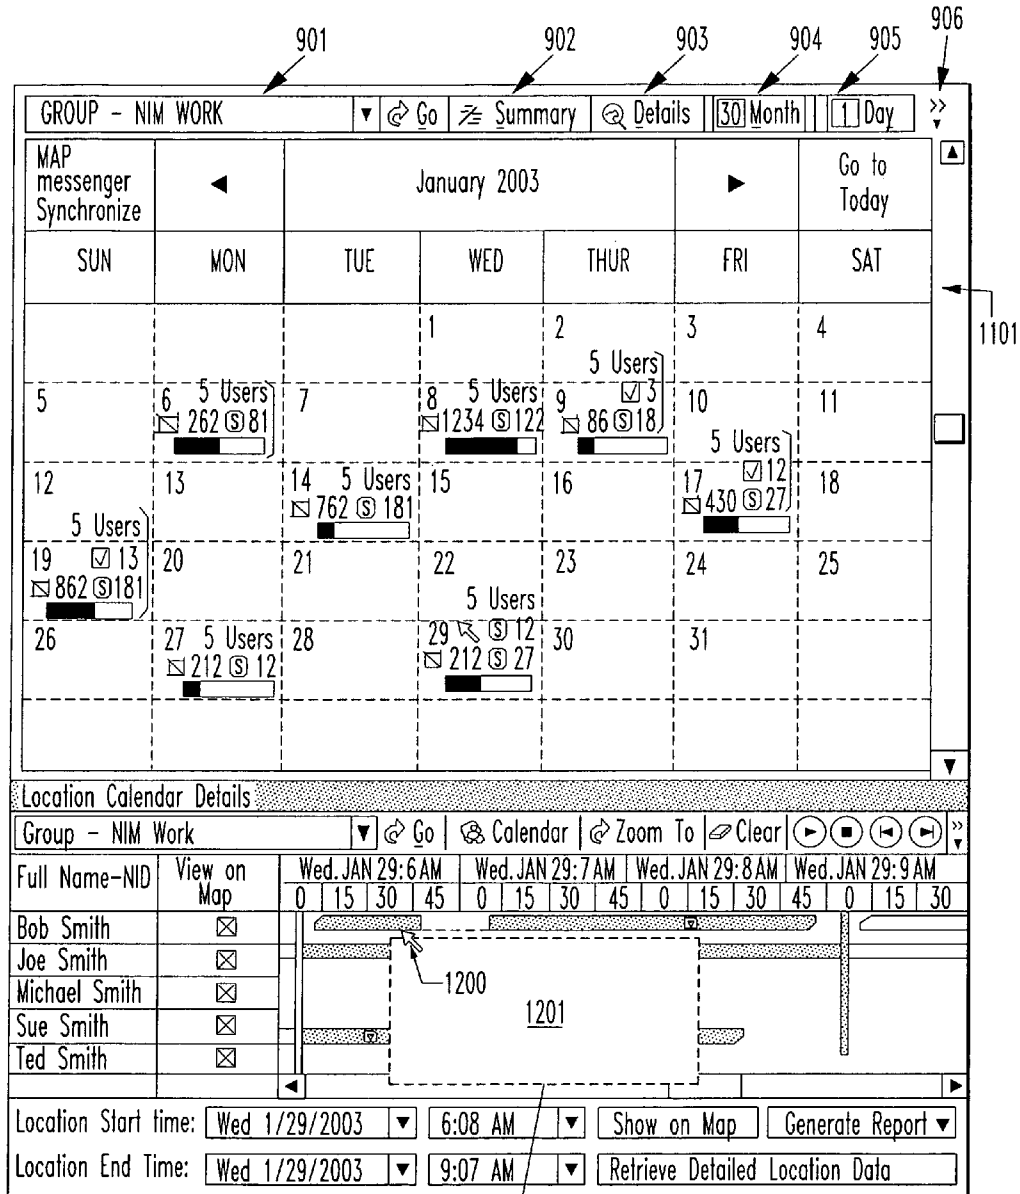 901 902 903 904 905 906
GROUP - NIM WORK Go Summary Details 30 Month 1 Day >>
MAP messenger Synchronize January 2003 Go to Today
SUN MON TUE WED THUR FRI SAT
1101
1 2 3 4
5 Users
3
5 6 5 Users 7 8 5 Users 9 10 11
262 S 81 1234 S 122 86 S 18
5 Users
12
12 13 14 5 Users 15 16 17 18
762 S 181 430 S 27
5 Users
19 13 20 21 22 23 24 25
862 S 181
5 Users
26 27 5 Users 28 29 S 12 30 31
212 S 12 212 S 27
Location Calendar Details
Group - NIM Work Go Calendar Zoom To Clear >>
Full Name-NID View on Map Wed. JAN 29:6 AM Wed. JAN 29:7 AM Wed. JAN 29:8 AM Wed. JAN 29:9 AM
0 15 30 45 0 15 30 45 0 15 30 45 0 15 30
Bob Smith
Joe Smith
Michael Smith
1200
1201
Sue Smith
Ted Smith
Location Start time: Wed 1/29/2003 6:08 AM Show on Map Generate Report
Location End Time: Wed 1/29/2003 9:07 AM Retrieve Detailed Location Data